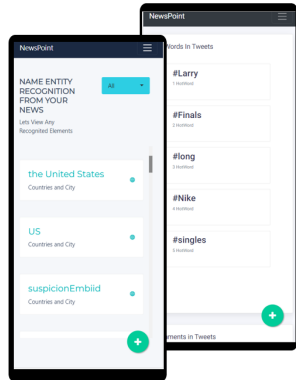 NewsPoint
NAME ENTITY
RECOGNITION
FROM YOUR
NEWS
All
Lets View Any
Recognited Elements
the United States
Countries and City
US
Countries and City
suspicionEmbiid
Countries and City
+
NewsPoint
Words In Tweets
#Larry
1 HotWord
#Finals
2 HotWord
#long
3 HotWord
#Nike
4 HotWord
#singles
5 HotWord
+
in Tweets